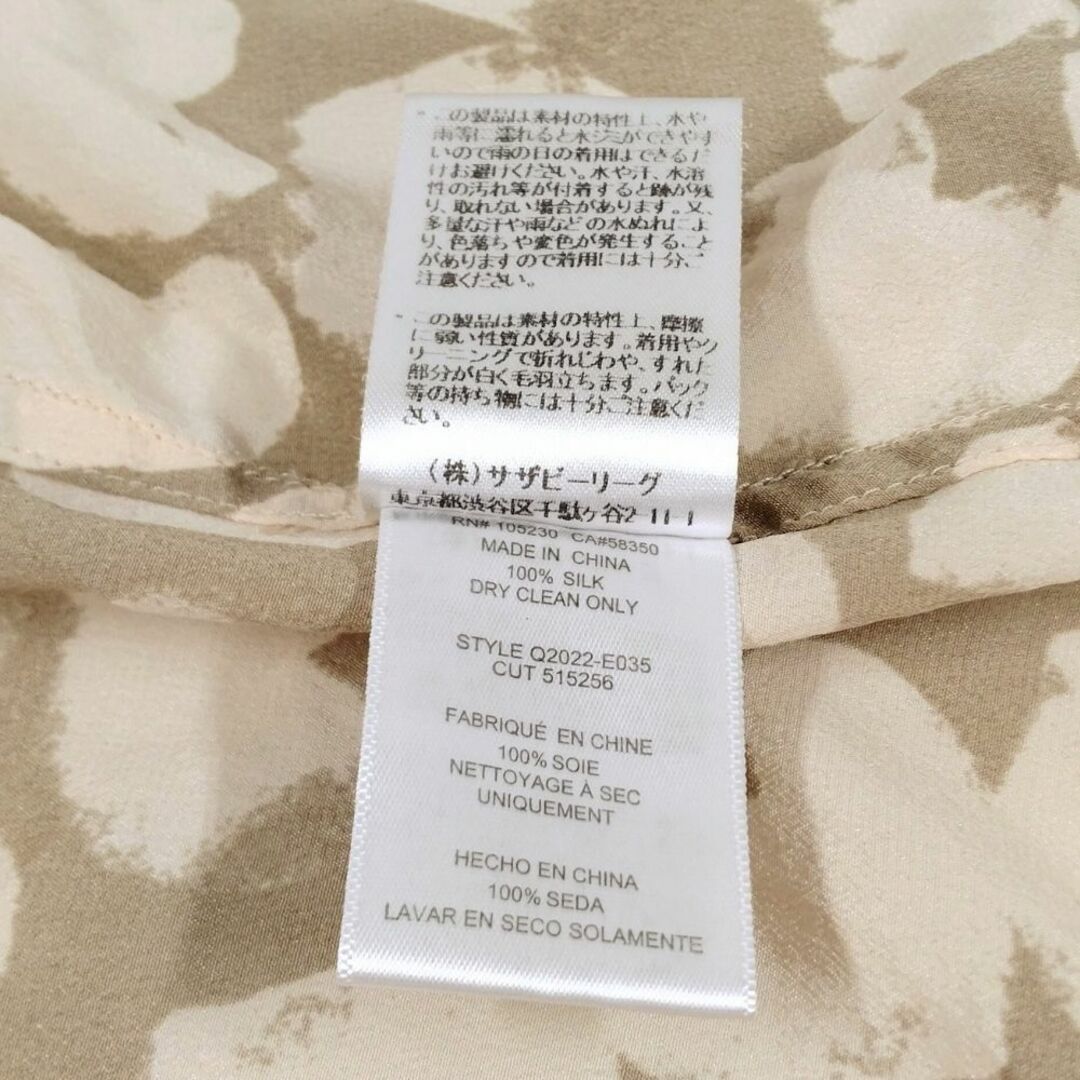 ・この製品は素材の特性上、水や
雨等に濡れると水ジミができやす
いので雨の日の着用はできるだ
けお避けください。水や汗、水溶
性の汚れ等が付着すると跡が残
り、取れない場合があります。又、
多量な汗や雨などの水ぬれによ
り、色落ちや変色が発生すること
がありますので着用には十分ご
注意ください。
・この製品は素材の特性上、摩擦
に弱い性質があります。着用やク
リーニングで折れじわや、すれた
部分が白く毛羽立ちます。バック
等の持ち物には十分ご注意くだ
さい。
(株)サザビーリーグ
東京都渋谷区千駄ヶ谷2-11-1
RN# 105230 CA#58350
MADE IN CHINA
100% SILK
DRY CLEAN ONLY
STYLE Q2022-E035
CUT 515256
FABRIQUÉ EN CHINE
100% SOIE
NETTOYAGE À SEC
UNIQUEMENT
HECHO EN CHINA
100% SEDA
LAVAR EN SECO SOLAMENTE